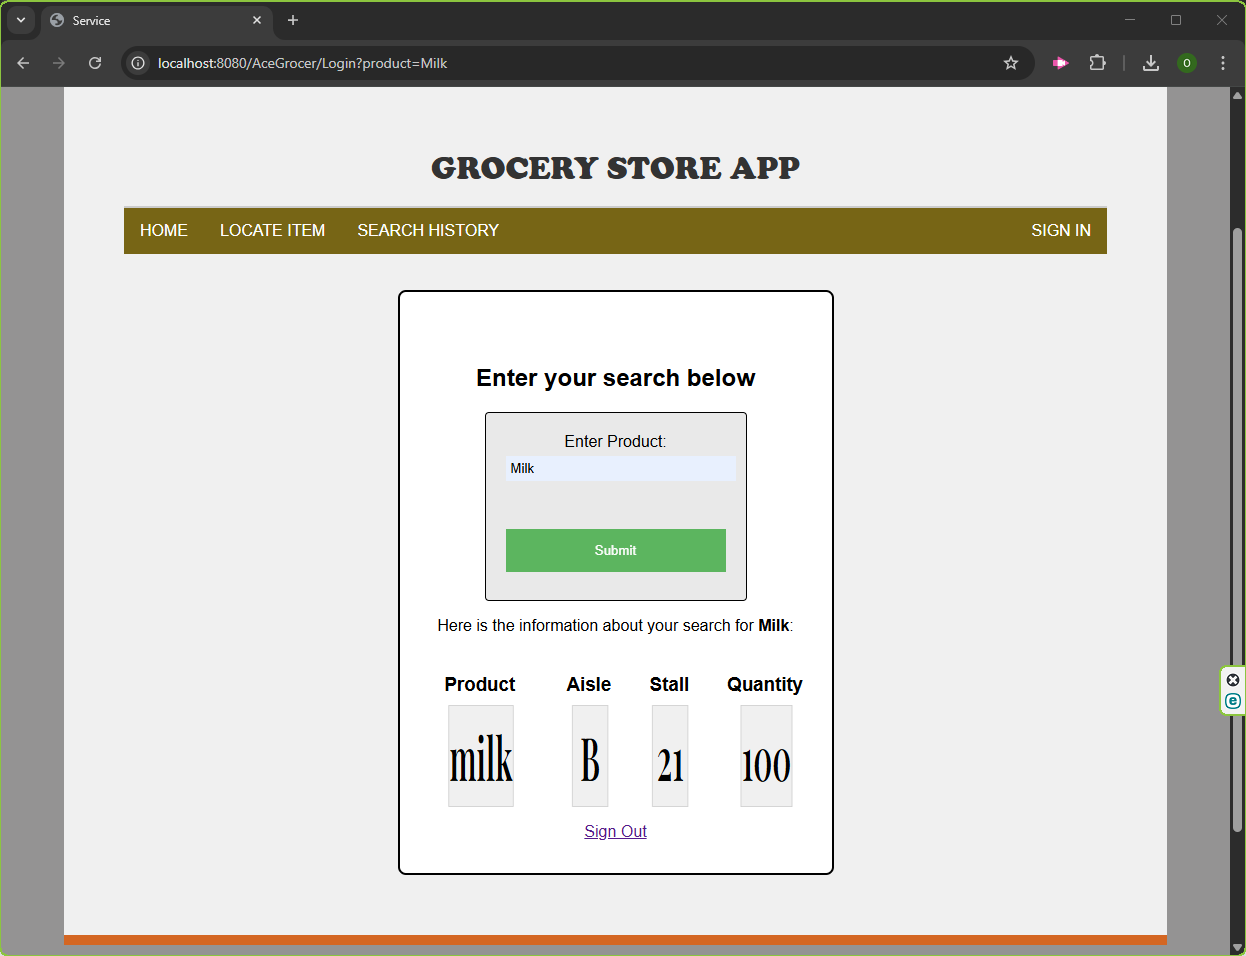 Service
localhost:8080/AceGrocer/Login?product=Milk
O
GROCERY STORE APP
HOME LOCATE ITEM SEARCH HISTORY SIGN IN
Enter your search below
Enter Product:
Milk
Submit
Here is the information about your search for Milk:
Product Aisle Stall Quantity
milk B 21 100
Sign Out